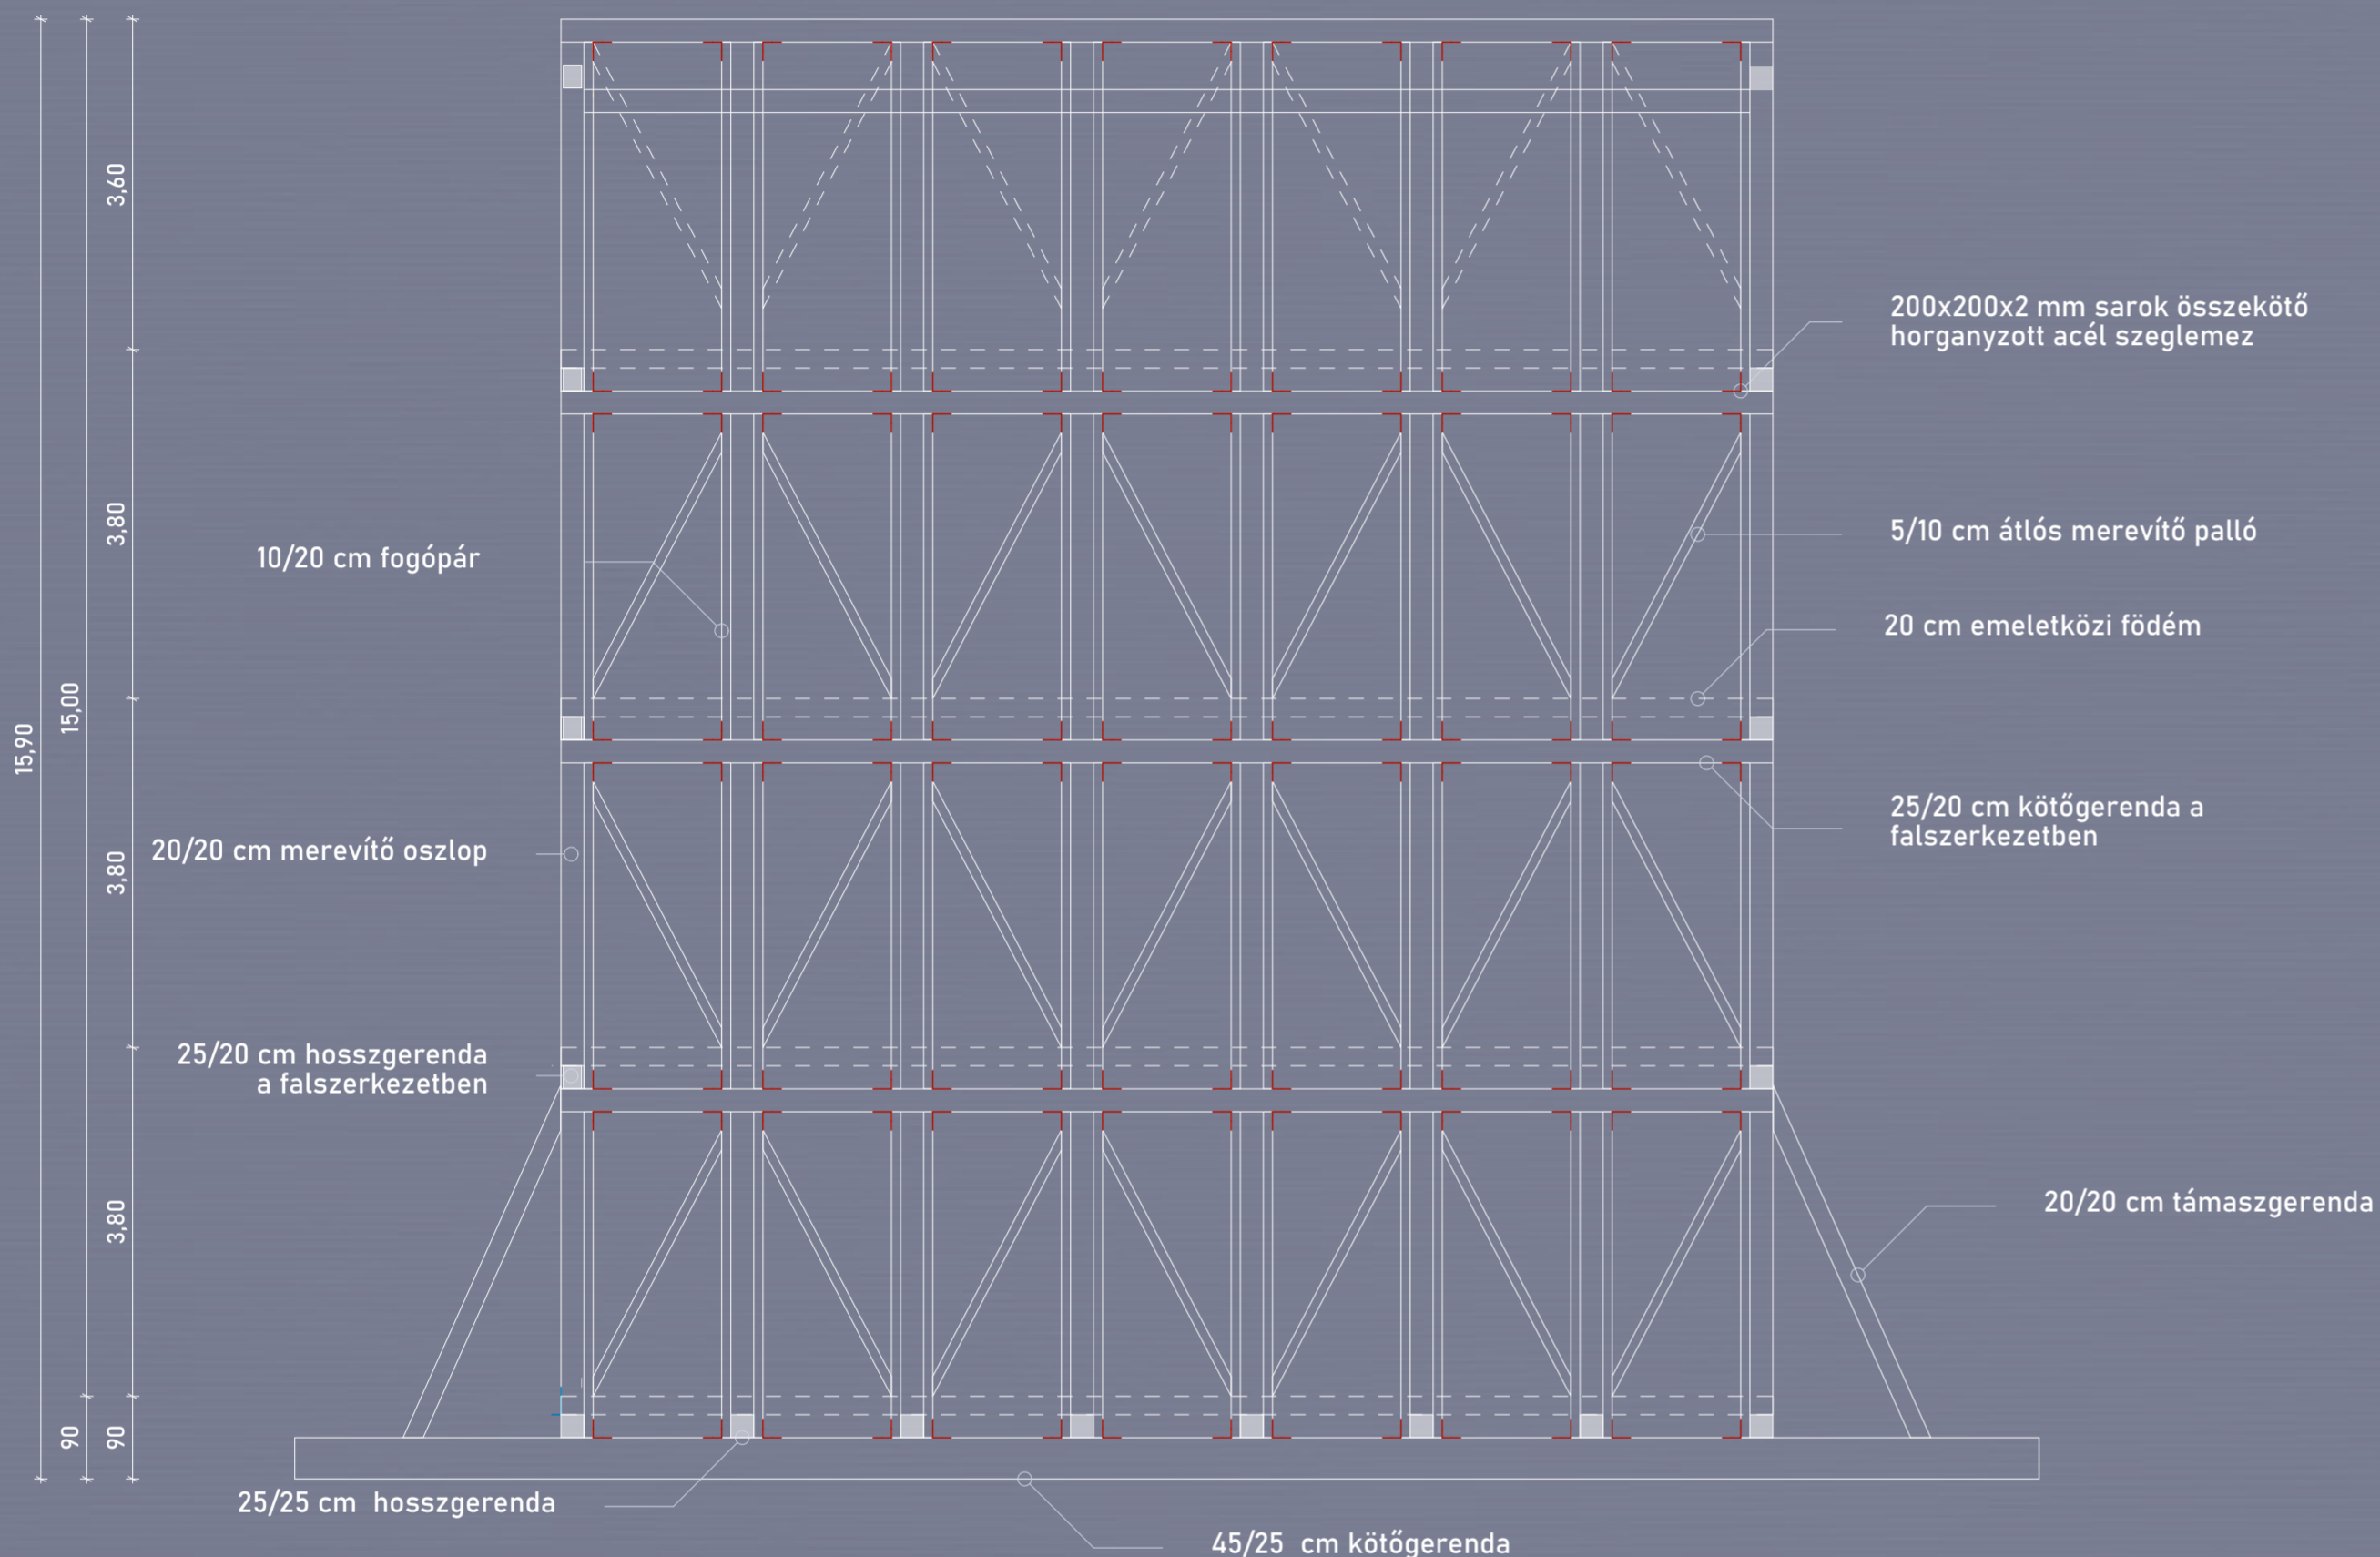 3,60
200x200x2 mm sarok összekötő
horganyzott acél szeglemez
3,80
5/10 cm átlós merevítő palló
10/20 cm fogópár
20 cm emeletközi födém
15,00
15,90
25/20 cm kötőgerenda a
falszerkezetben
20/20 cm merevítő oszlop
3,80
25/20 cm hosszgerenda
a falszerkezetben
3,80
20/20 cm támaszgerenda
90
90
25/25 cm hosszgerenda
45/25 cm kötőgerenda